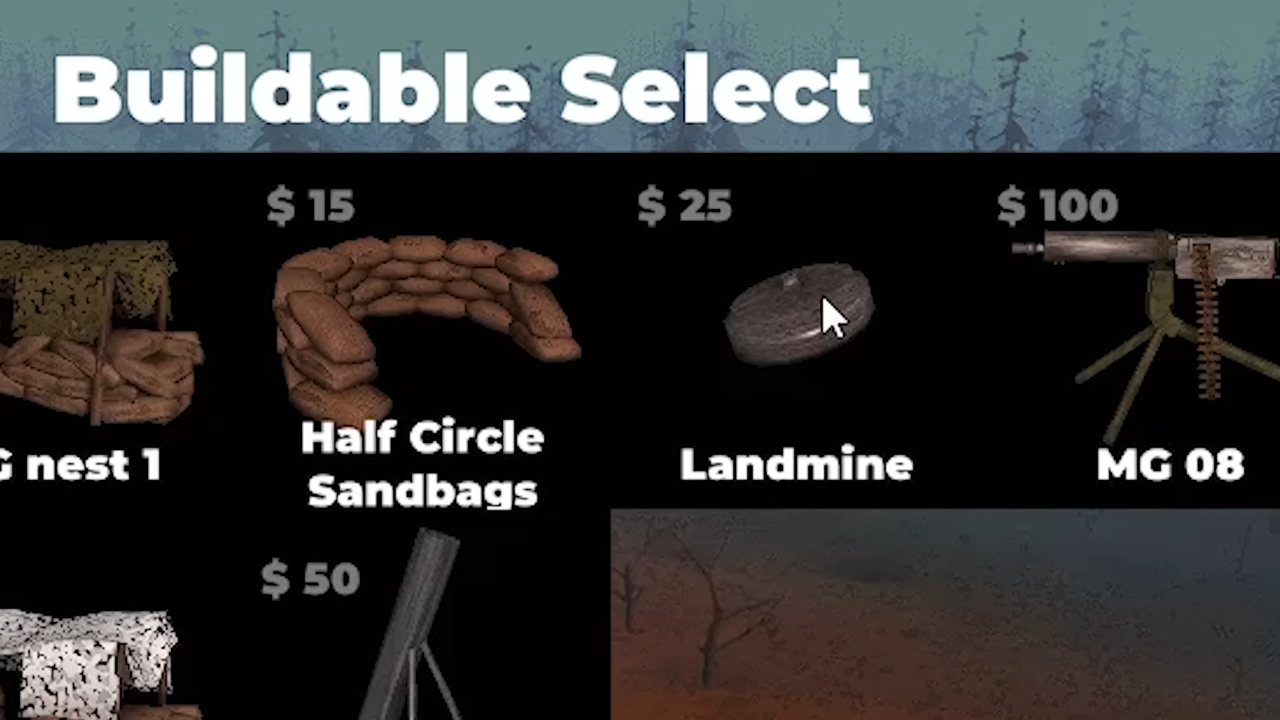 Buildable Select
$ 15
$ 25
$ 100
G nest 1
Half Circle
Sandbags
Landmine
MG 08
$ 50